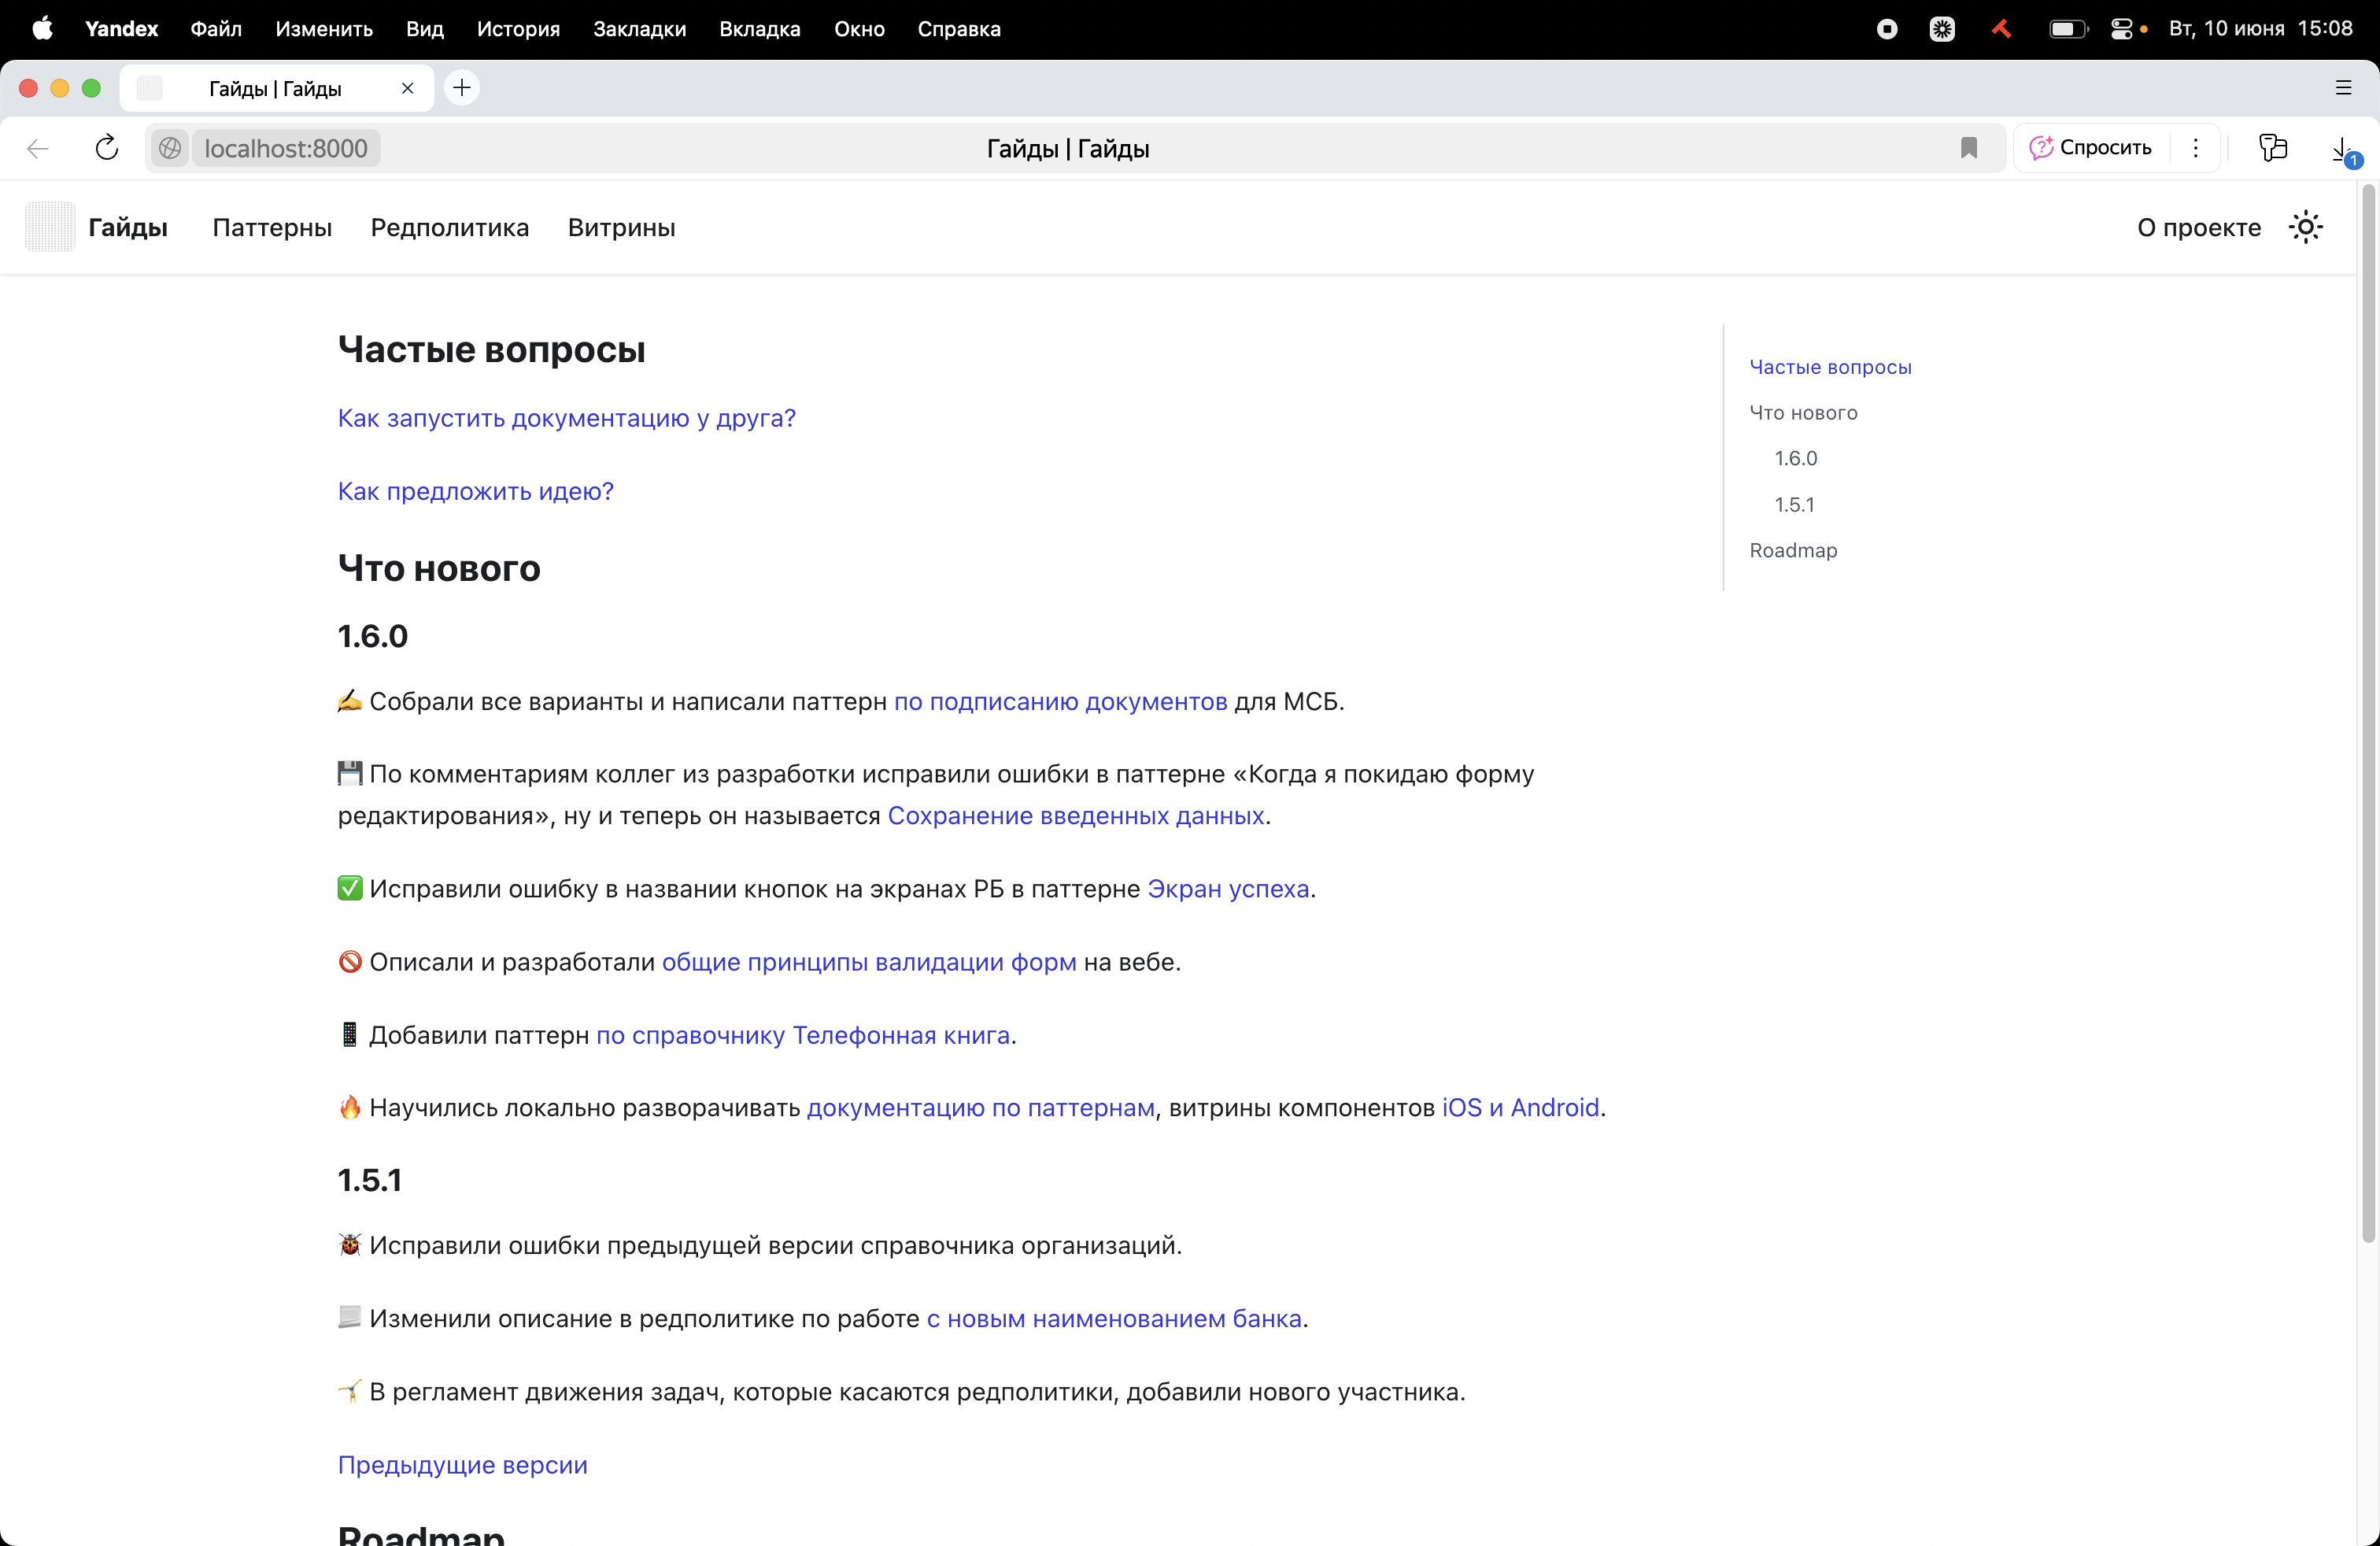 Yandex Файл Изменить Вид История Закладки Вкладка Окно Справка Вт, 10 июня 15:08
Гайды | Гайды
localhost:8000 Гайды | Гайды Спросить 1
Гайды Паттерны Редполитика Витрины О проекте
Частые вопросы
Как запустить документацию у друга?
Как предложить идею?
Что нового
1.6.0
✍️ Собрали все варианты и написали паттерн по подписанию документов для МСБ.
💾 По комментариям коллег из разработки исправили ошибки в паттерне «Когда я покидаю форму
редактирования», ну и теперь он называется Сохранение введенных данных.
✅ Исправили ошибку в названии кнопок на экранах РБ в паттерне Экран успеха.
🚫 Описали и разработали общие принципы валидации форм на вебе.
📱 Добавили паттерн по справочнику Телефонная книга.
🔥 Научились локально разворачивать документацию по паттернам, витрины компонентов iOS и Android.
1.5.1
🐞 Исправили ошибки предыдущей версии справочника организаций.
📃 Изменили описание в редполитике по работе с новым наименованием банка.
🤸 В регламент движения задач, которые касаются редполитики, добавили нового участника.
Предыдущие версии
Roadmap
Частые вопросы
Что нового
1.6.0
1.5.1
Roadmap